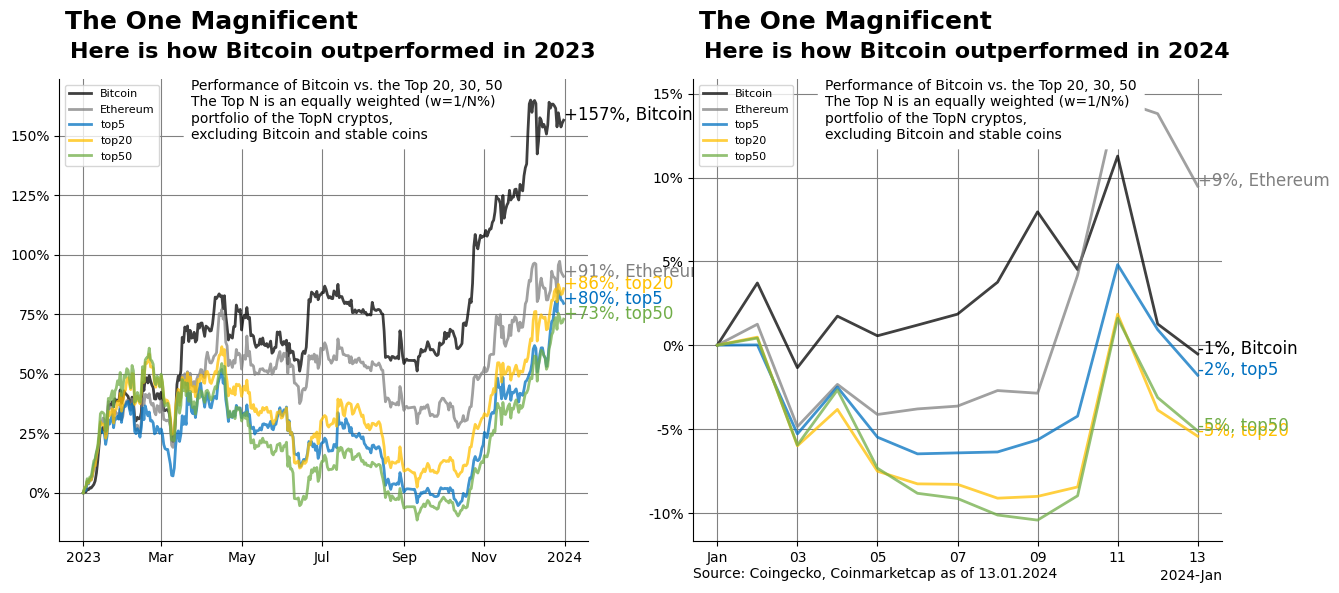 The One Magnificent
Here is how Bitcoin outperformed in 2023
Bitcoin
Ethereum
top5
top20
top50
Performance of Bitcoin vs. the Top 20, 30, 50
The Top N is an equally weighted (w=1/N%)
portfolio of the TopN cryptos,
excluding Bitcoin and stable coins
150%
125%
100%
75%
50%
25%
0%
+157%, Bitcoin
+91%, Ethereum
+86%, top20
+80%, top5
+73%, top50
2023
Mar
May
Jul
Sep
Nov
2024
The One Magnificent
Here is how Bitcoin outperformed in 2024
Bitcoin
Ethereum
top5
top20
top50
Performance of Bitcoin vs. the Top 20, 30, 50
The Top N is an equally weighted (w=1/N%)
portfolio of the TopN cryptos,
excluding Bitcoin and stable coins
15%
10%
5%
0%
-5%
-10%
+9%, Ethereum
-1%, Bitcoin
-2%, top5
-5%, top50
-5%, top20
Jan
03
05
07
09
11
13
Source: Coingecko, Coinmarketcap as of 13.01.2024
2024-Jan